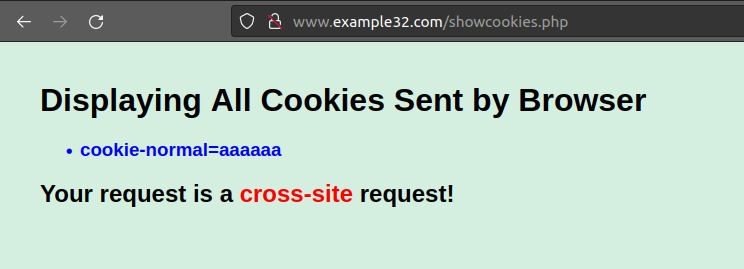 www.example32.com/showcookies.php
Displaying All Cookies Sent by Browser
• cookie-normal=aaaaaa
Your request is a cross-site request!